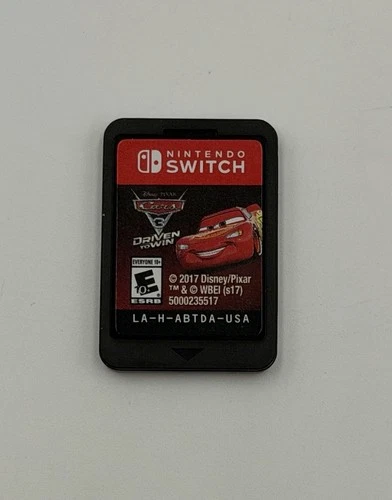 NINTENDO
SWITCH
Disney·PIXAR
Cars
3
DRIVEN
TO WIN
EVERYONE 10+
E
10+
ESRB
© 2017 Disney/Pixar
™ & © WBEI (s17)
5000235517
LA-H-ABTDA-USA